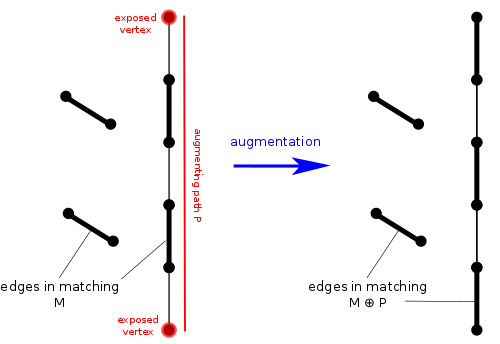 exposed
vertex
augmenting path P
edges in matching
M
exposed
vertex
augmentation
edges in matching
M ⊕ P